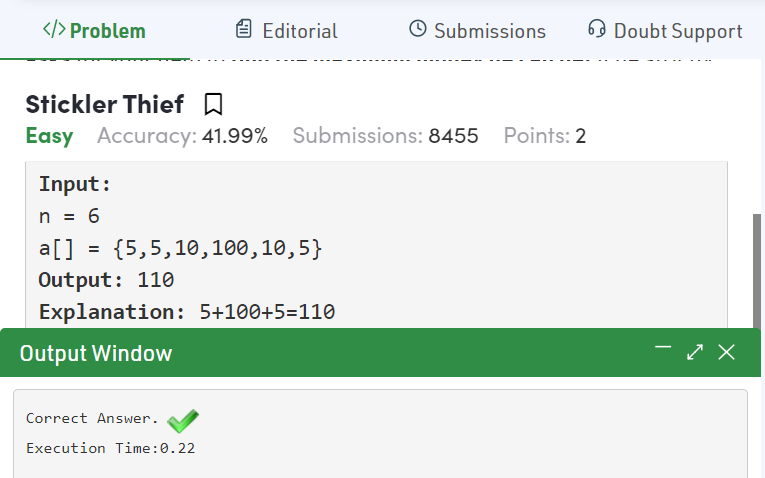 </> Problem Editorial Submissions Doubt Support
Stickler Thief
Easy Accuracy: 41.99% Submissions: 8455 Points: 2
Input:
n = 6
a[] = {5,5,10,100,10,5}
Output: 110
Explanation: 5+100+5=110
Output Window
Correct Answer.
Execution Time:0.22